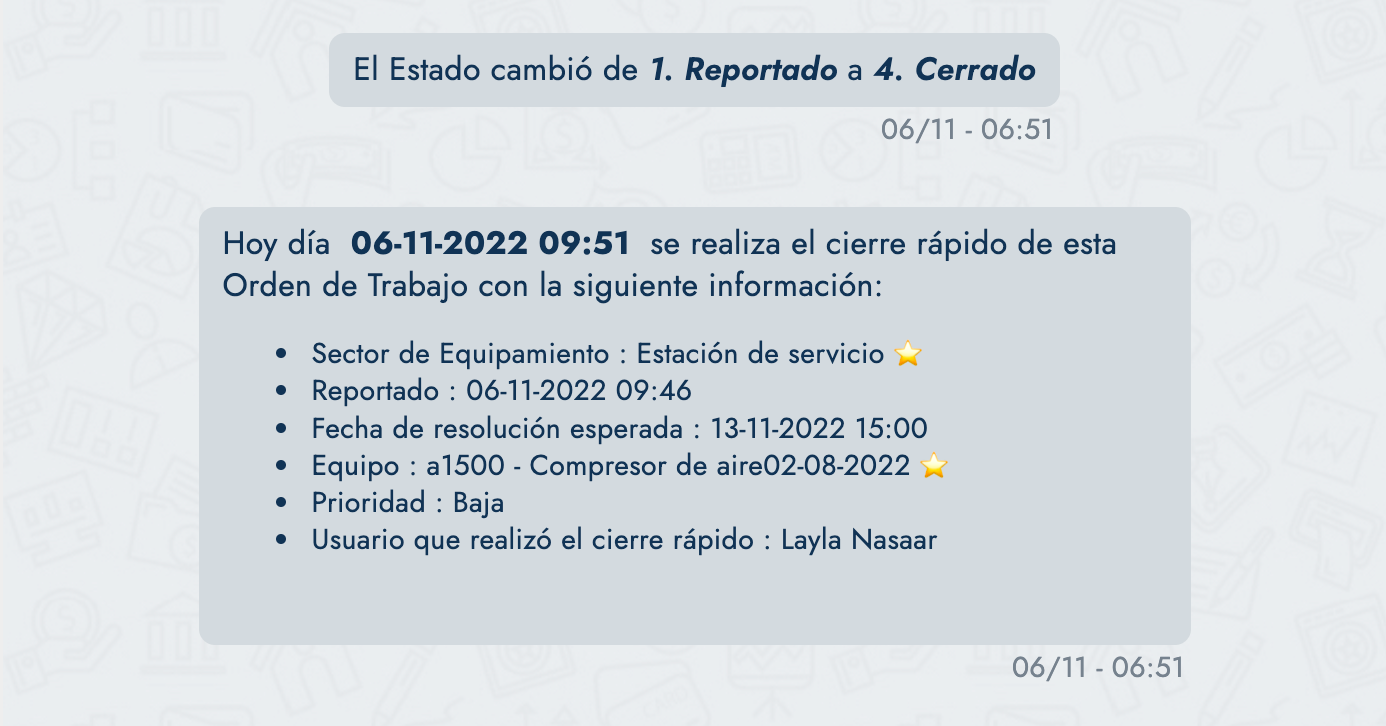 El Estado cambió de 1. Reportado a 4. Cerrado
06/11 - 06:51
Hoy día 06-11-2022 09:51 se realiza el cierre rápido de esta
Orden de Trabajo con la siguiente información:
• Sector de Equipamiento : Estación de servicio ⭐
• Reportado : 06-11-2022 09:46
• Fecha de resolución esperada : 13-11-2022 15:00
• Equipo : a1500 - Compresor de aire02-08-2022 ⭐
• Prioridad : Baja
• Usuario que realizó el cierre rápido : Layla Nasaar
06/11 - 06:51